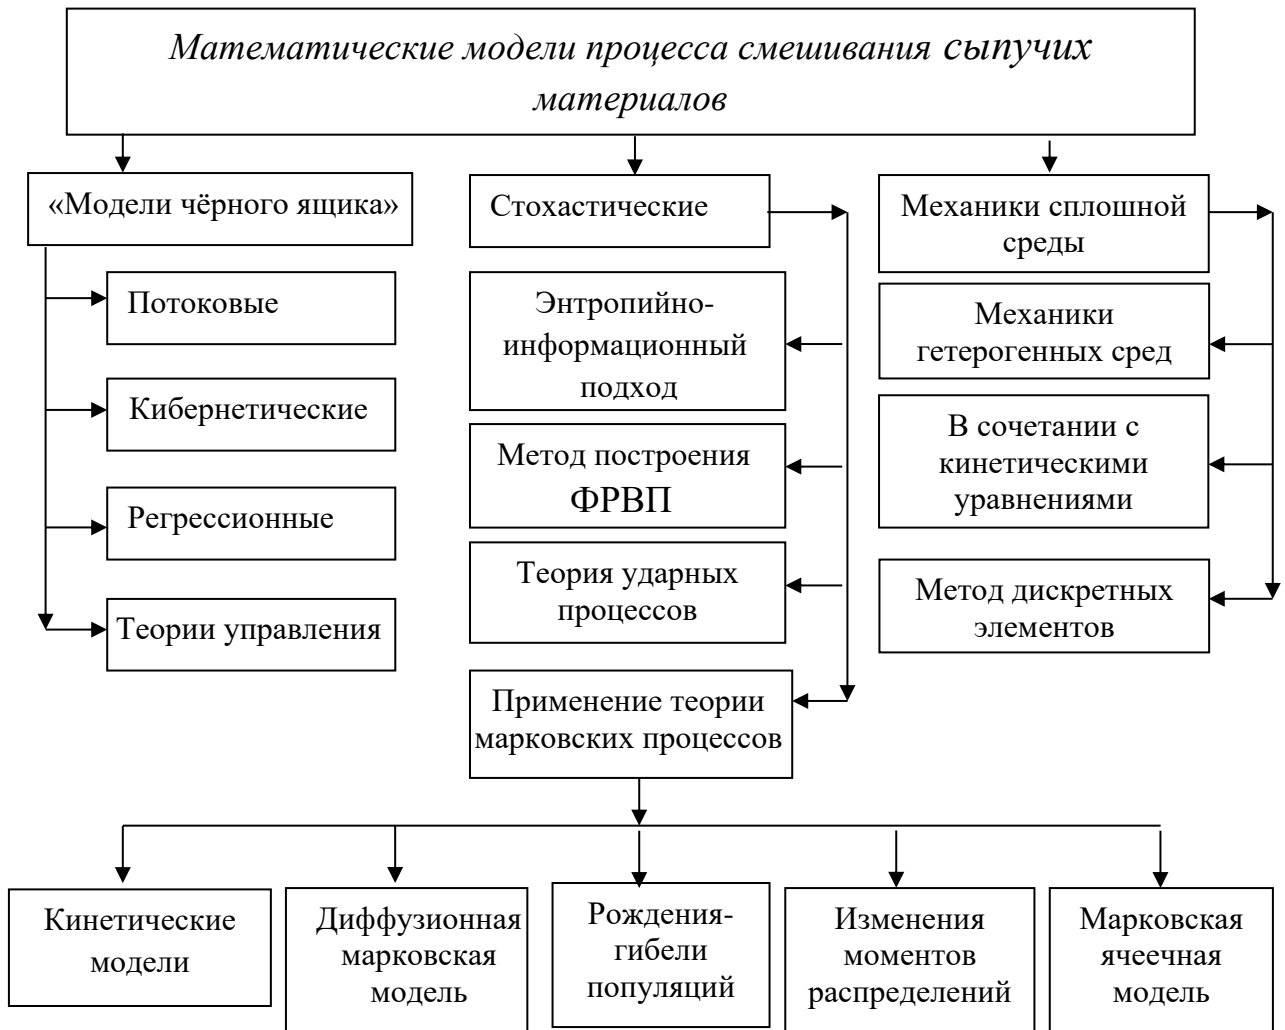 Математические модели процесса смешивания сыпучих
материалов
«Модели чёрного ящика»
Потоковые
Кибернетические
Регрессионные
Теории управления
Стохастические
Энтропийно-
информационный
подход
Метод построения
ФРВП
Теория ударных
процессов
Применение теории
марковских процессов
Механики сплошной
среды
Механики
гетерогенных сред
В сочетании с
кинетическими
уравнениями
Метод дискретных
элементов
Кинетические
модели
Диффузионная
марковская
модель
Рождения-
гибели
популяций
Изменения
моментов
распределений
Марковская
ячеечная
модель